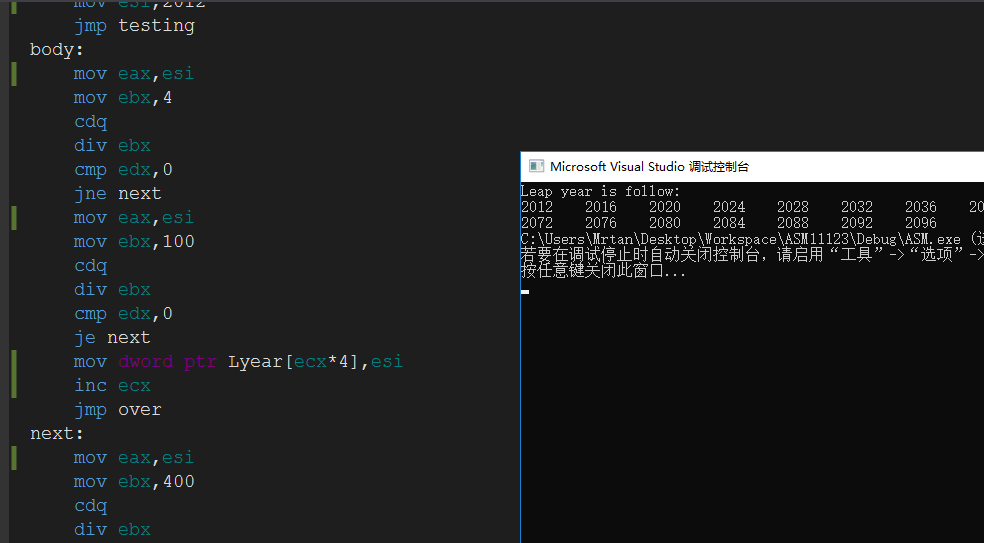 mov esi,2012
jmp testing
body:
mov eax,esi
mov ebx,4
cdq
div ebx
cmp edx,0
jne next
mov eax,esi
mov ebx,100
cdq
div ebx
cmp edx,0
je next
mov dword ptr Lyear[ecx*4],esi
inc ecx
jmp over
next:
mov eax,esi
mov ebx,400
cdq
div ebx
Microsoft Visual Studio 调试控制台
Leap year is follow:
2012 2016 2020 2024 2028 2032 2036 20
2072 2076 2080 2084 2088 2092 2096
C:\Users\Mrtan\Desktop\Workspace\ASM11123\Debug\ASM.exe (
若要在调试停止时自动关闭控制台，请启用“工具”->“选项”->
按任意键关闭此窗口...